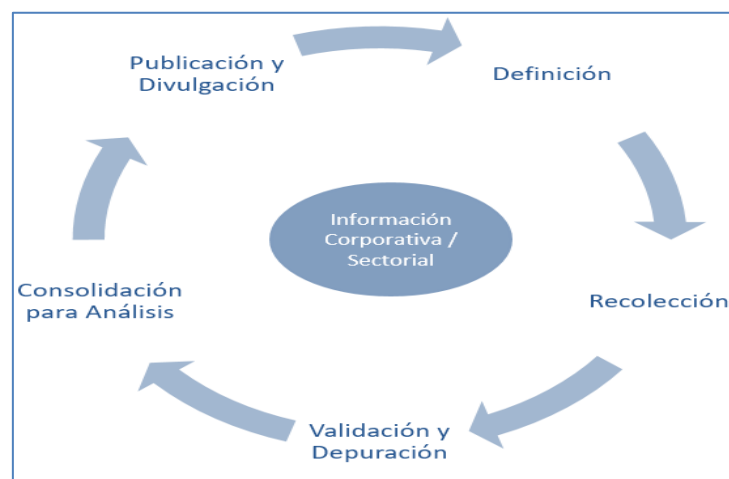 Publicación y
Divulgación
Definición
Información
Corporativa /
Sectorial
Consolidación
para Análisis
Recolección
Validación y
Depuración